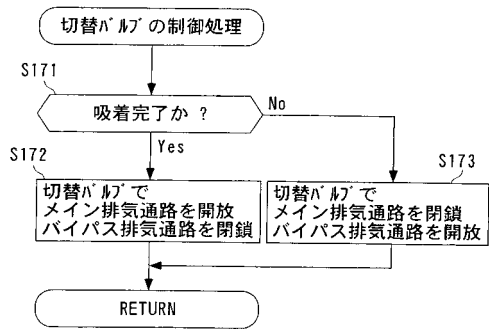 切替ﾊﾞﾙﾌﾞの制御処理
S171
吸着完了か ?
No
Yes
S172
切替ﾊﾞﾙﾌﾞで
メイン排気通路を開放
バイパス排気通路を閉鎖
S173
切替ﾊﾞﾙﾌﾞで
メイン排気通路を閉鎖
バイパス排気通路を開放
RETURN